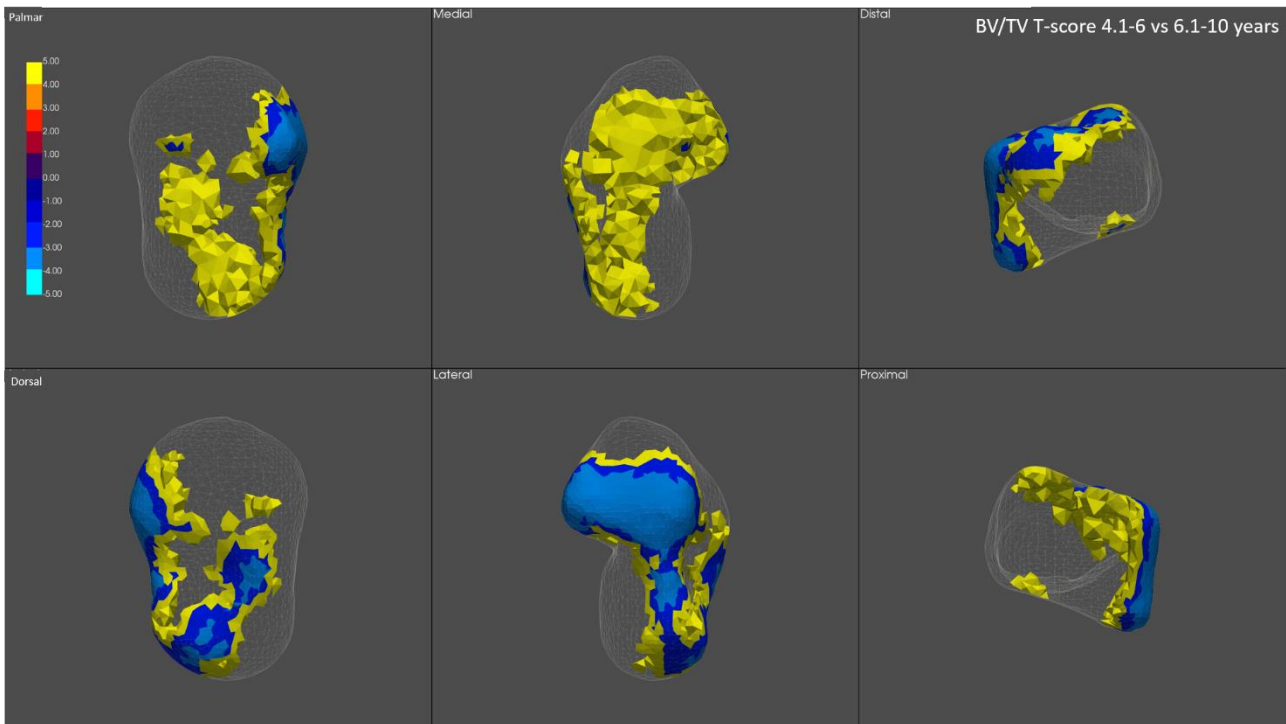 Palmar
Medial
Distal
BV/TV T-score 4.1-6 vs 6.1-10 years
5.00
4.00
3.00
2.00
1.00
0.00
-1.00
-2.00
-3.00
-4.00
-5.00
Dorsal
Lateral
Proximal